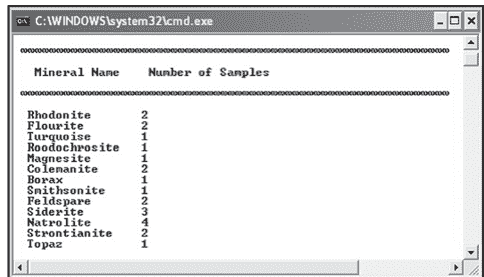 C:\WINDOWS\system32\cmd.exe
Mineral Name Number of Samples
Rhodonite 2
Flourite 2
Turquoise 1
Roodochrosite 1
Magnesite 1
Colemanite 2
Borax 1
Smithsonite 1
Feldspare 2
Siderite 3
Natrolite 4
Strontianite 2
Topaz 1